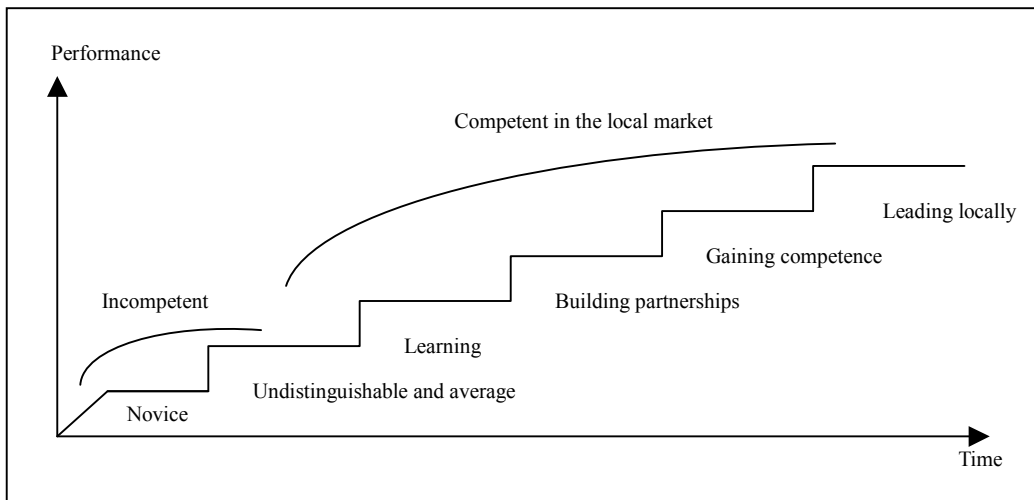 Performance
Competent in the local market
Leading locally
Gaining competence
Incompetent
Building partnerships
Learning
Undistinguishable and average
Novice
Time